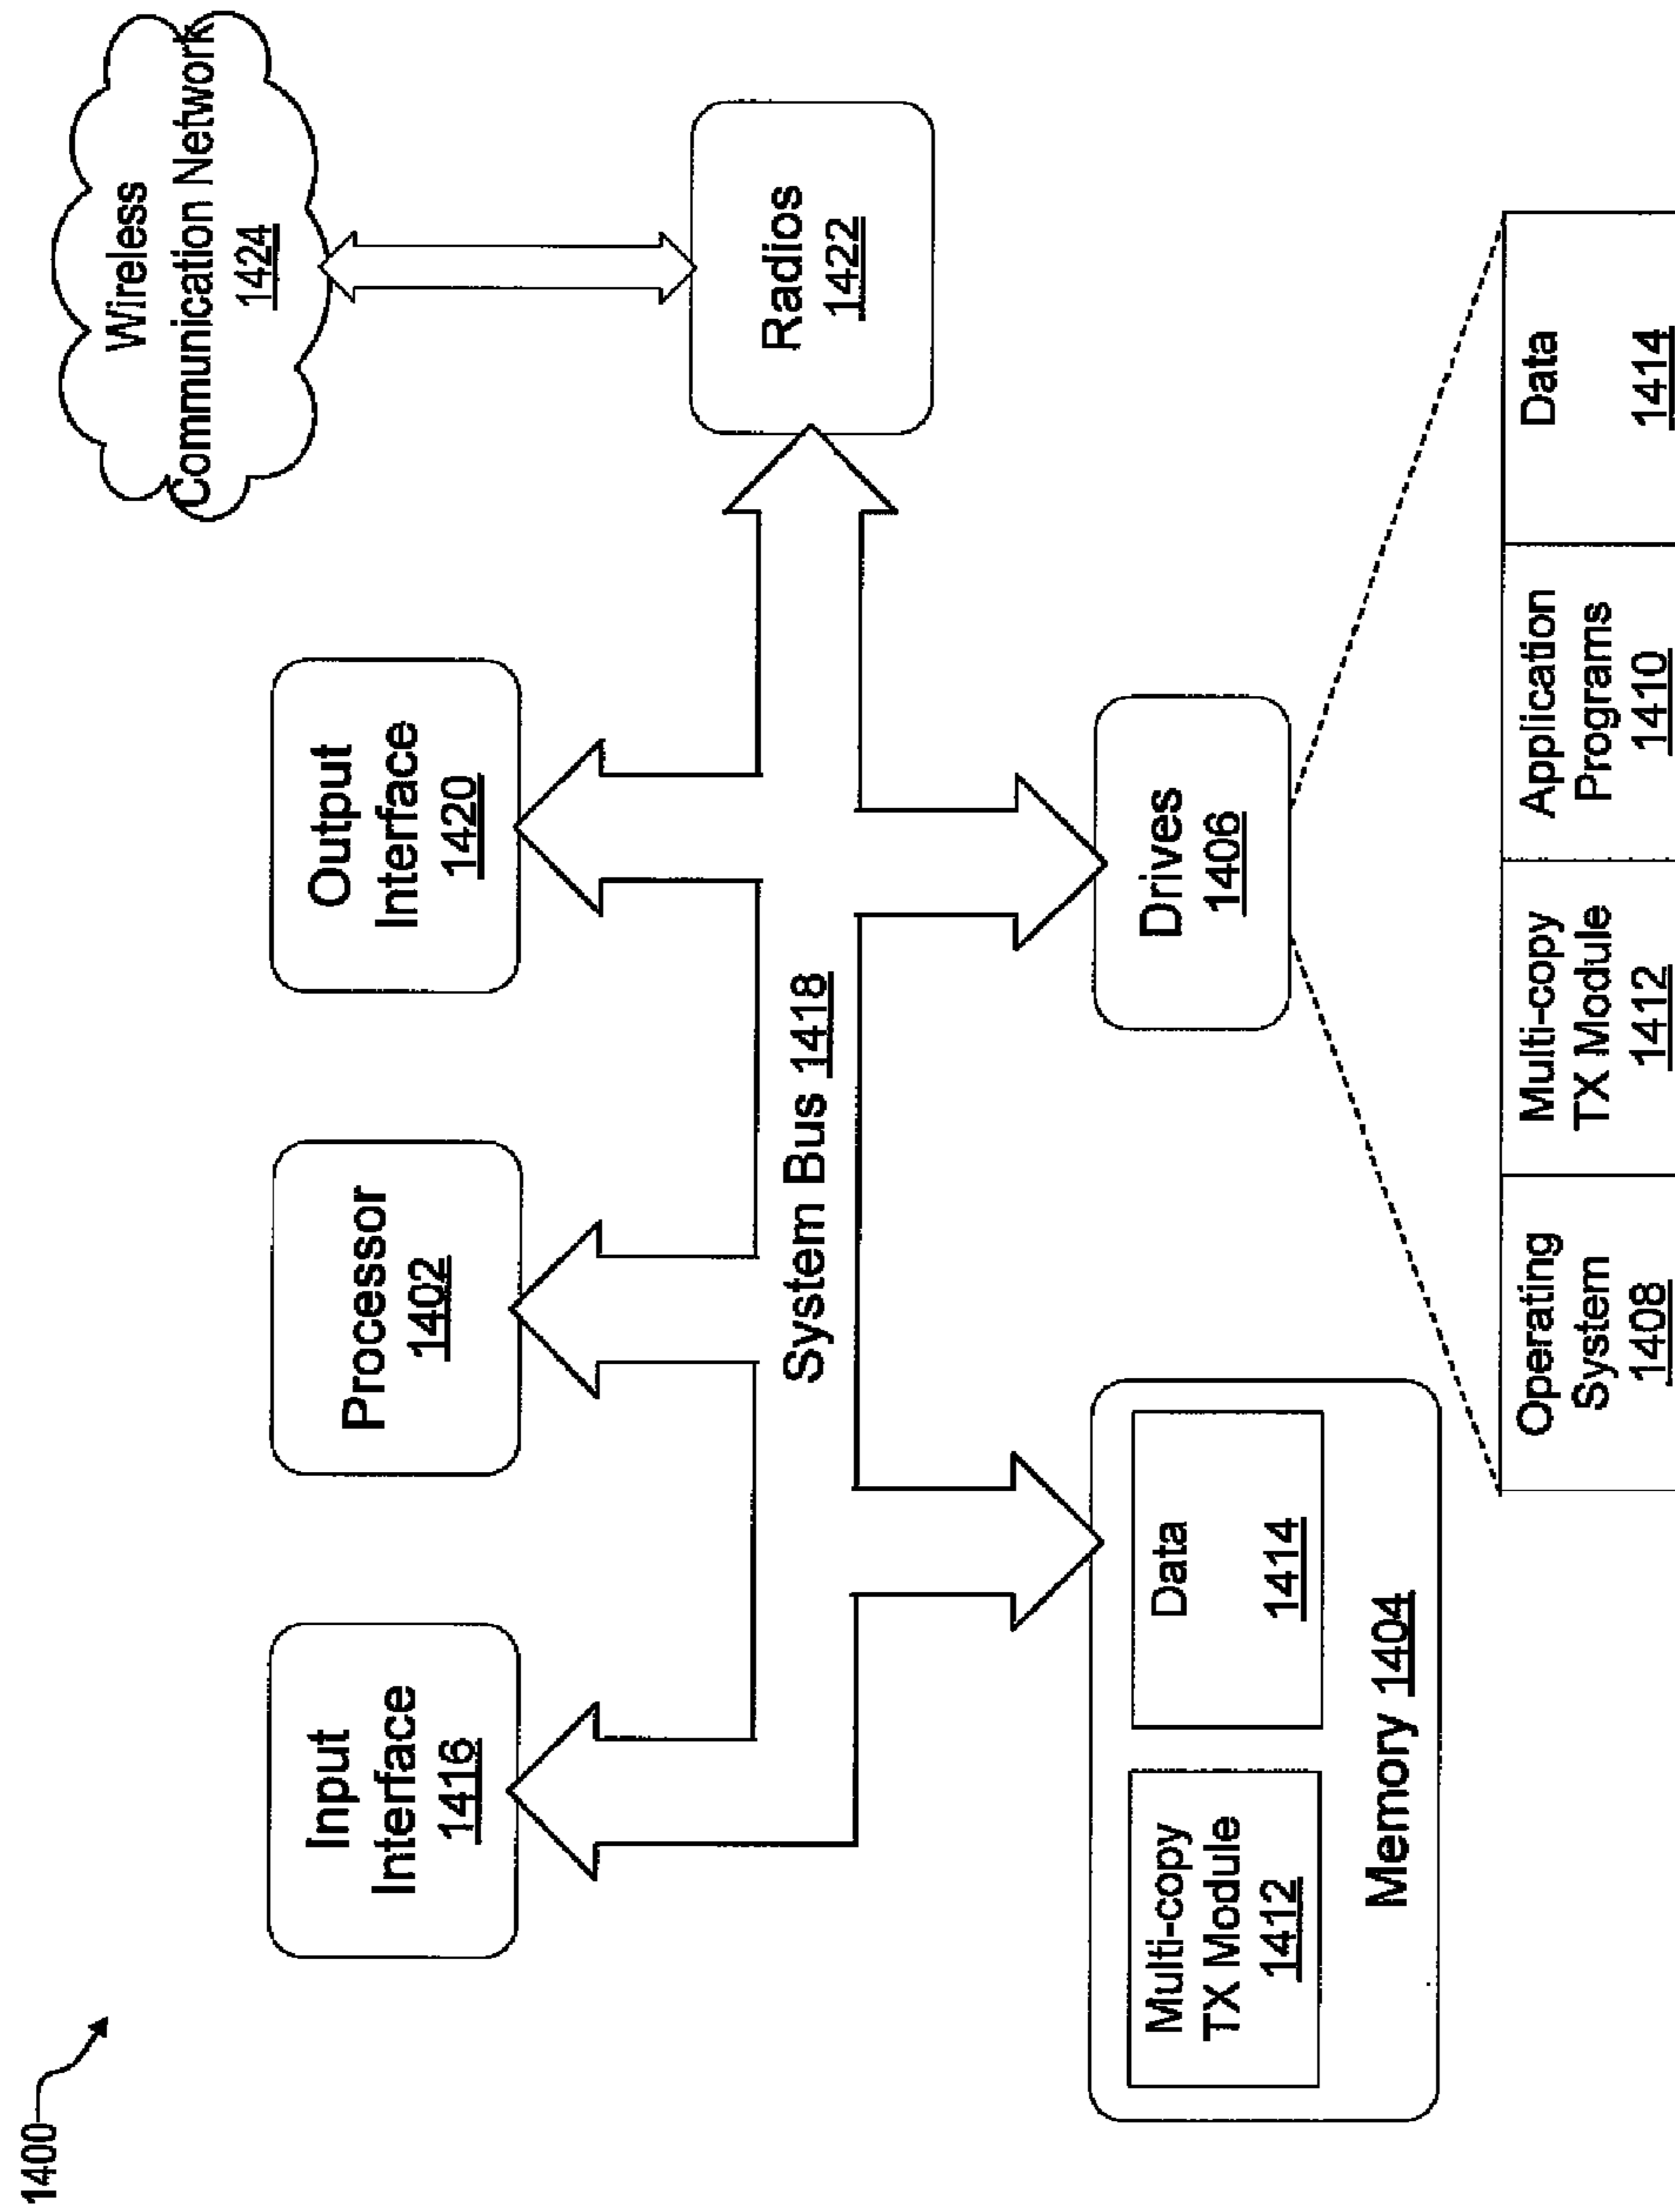 1400
Wireless
Communication Network
1424
Input
Interface
1416
Processor
1402
Output
Interface
1420
System Bus 1418
Radios
1422
Multi-copy
TX Module
1412
Data
1414
Memory 1404
Drives
1406
Operating
System
1408
Multi-copy
TX Module
1412
Application
Programs
1410
Data
1414